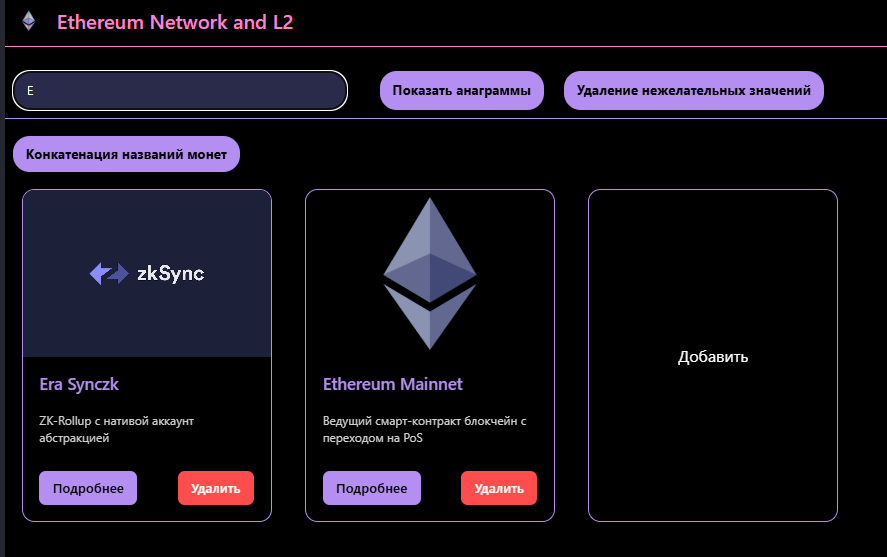 Ethereum Network and L2
E
Показать анаграммы
Удаление нежелательных значений
Конкатенация названий монет
zkSync
Era Synczk
ZK-Rollup с нативой аккаунт
абстракцией
Подробнее
Удалить
Ethereum Mainnet
Ведущий смарт-контракт блокчейн с
переходом на PoS
Подробнее
Удалить
Добавить